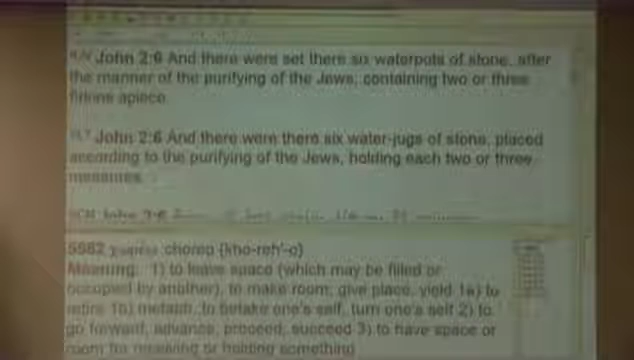 John 2:6 And there were set there six waterpots of stone, after
the manner of the purifying of the Jews, containing two or three
firkins apiece.
John 2:6 And there were there six water-jugs of stone, placed
according to the purifying of the Jews, holding each two or three
measures.
John 2:6
5562 choreo {kho-reh'-o}
Meaning: 1) to leave space (which may be filled or
occupied by another), to make room, give place, yield 1a) to
retire 1b) metaph. to betake one's self, turn one's self 2) to
go forward, advance, proceed, succeed 3) to have space or
room for receiving or holding something